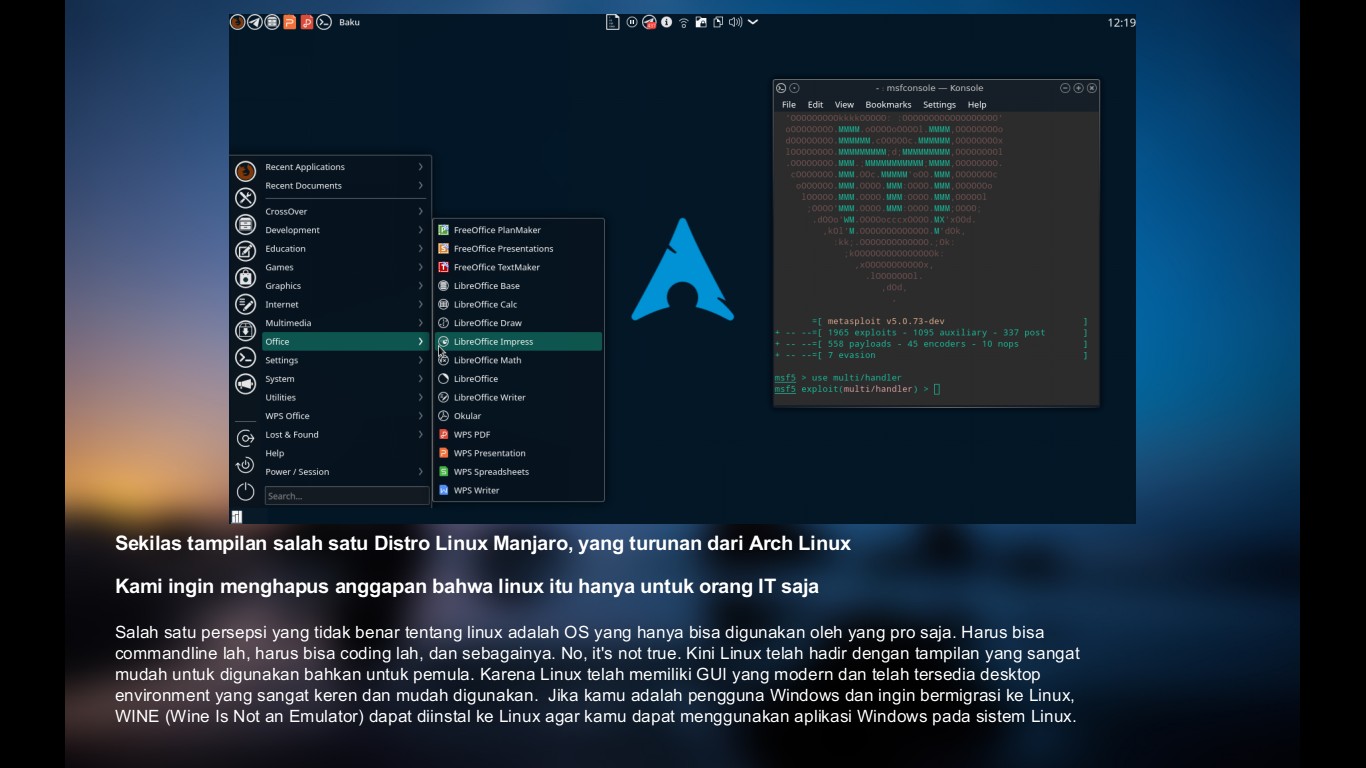 Baku
12:19
- : msfconsole — Konsole
File Edit View Bookmarks Settings Help
=[ metasploit v5.0.73-dev ]
+ -- --=[ 1965 exploits - 1095 auxiliary - 337 post ]
+ -- --=[ 558 payloads - 45 encoders - 10 nops ]
+ -- --=[ 7 evasion ]
msf5 > use multi/handler
msf5 exploit(multi/handler) >
Recent Applications
Recent Documents
CrossOver
Development
Education
Games
Graphics
Internet
Multimedia
Office
Settings
System
Utilities
WPS Office
Lost & Found
Help
Power / Session
Search...
FreeOffice PlanMaker
FreeOffice Presentations
FreeOffice TextMaker
LibreOffice Base
LibreOffice Calc
LibreOffice Draw
LibreOffice Impress
LibreOffice Math
LibreOffice
LibreOffice Writer
Okular
WPS PDF
WPS Presentation
WPS Spreadsheets
WPS Writer
Sekilas tampilan salah satu Distro Linux Manjaro, yang turunan dari Arch Linux
Kami ingin menghapus anggapan bahwa linux itu hanya untuk orang IT saja
Salah satu persepsi yang tidak benar tentang linux adalah OS yang hanya bisa digunakan oleh yang pro saja. Harus bisa
commandline lah, harus bisa coding lah, dan sebagainya. No, it's not true. Kini Linux telah hadir dengan tampilan yang sangat
mudah untuk digunakan bahkan untuk pemula. Karena Linux telah memiliki GUI yang modern dan telah tersedia desktop
environment yang sangat keren dan mudah digunakan. Jika kamu adalah pengguna Windows dan ingin bermigrasi ke Linux,
WINE (Wine Is Not an Emulator) dapat diinstal ke Linux agar kamu dapat menggunakan aplikasi Windows pada sistem Linux.